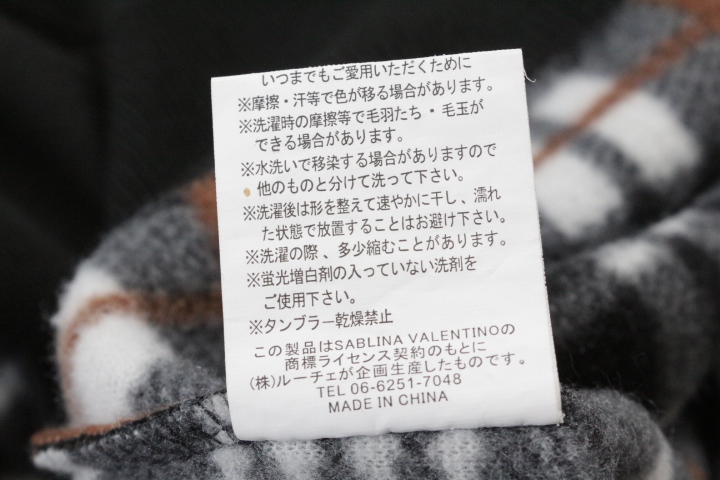 いつまでもご愛用いただくために
※摩擦・汗等で色が移る場合があります。
※洗濯時の摩擦等で毛羽たち・毛玉が
できる場合があります。
※水洗いで移染する場合がありますので
他のものと分けて洗って下さい。
※洗濯後は形を整えて速やかに干し、濡れ
た状態で放置することはお避け下さい。
※洗濯の際、多少縮むことがあります。
※蛍光増白剤の入っていない洗剤を
ご使用下さい。
※タンブラー乾燥禁止
この製品はSABLINA VALENTINOの
商標ライセンス契約のもとに
(株)ルーチェが企画生産したものです。
TEL 06-6251-7048
MADE IN CHINA